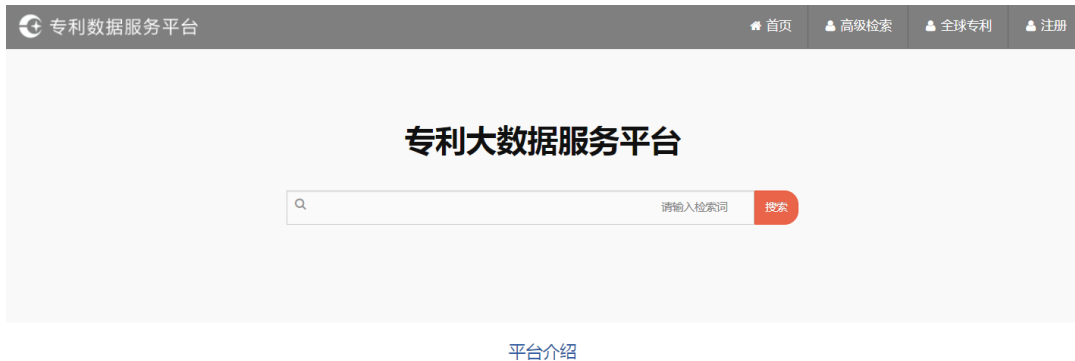 专利数据服务平台
首页 高级检索 全球专利 注册
专利大数据服务平台
请输入检索词 搜索
平台介绍